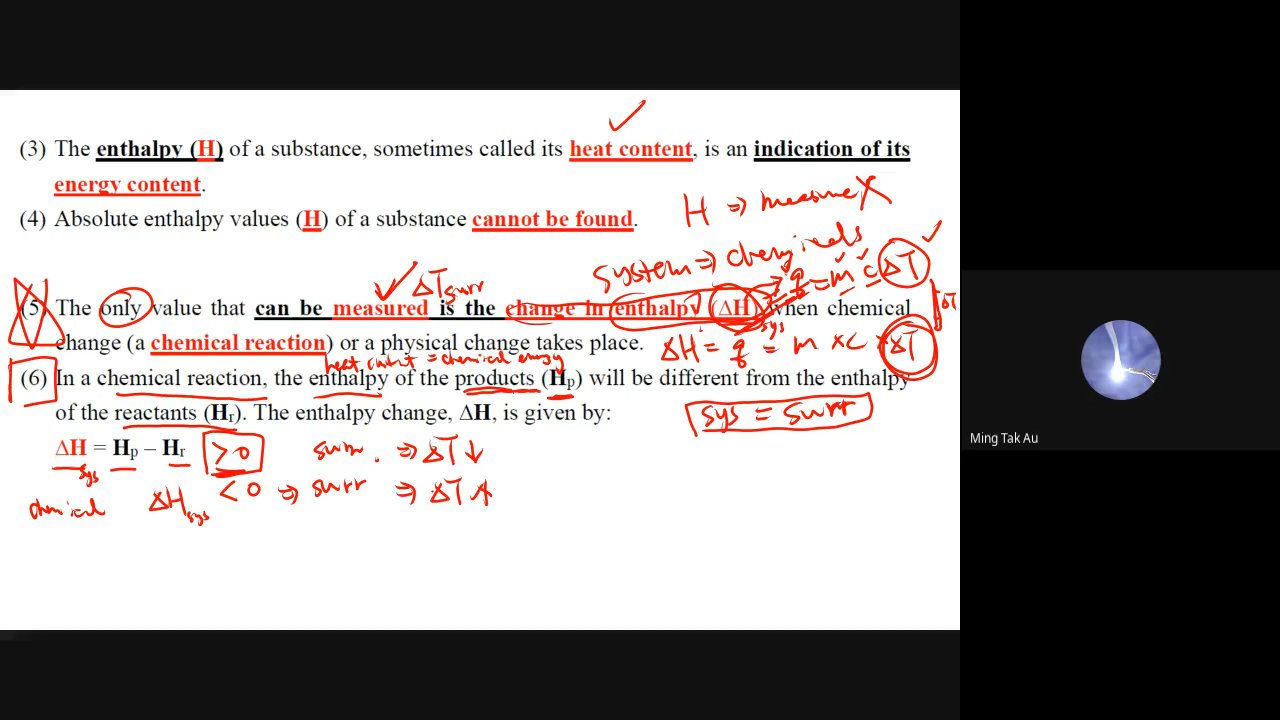 (3) The enthalpy (H) of a substance, sometimes called its heat content, is an indication of its
energy content.
H ⇒ measure X
(4) Absolute enthalpy values (H) of a substance cannot be found.
system ⇒ chemicals
ΔT surr
q = m c ΔT
(5) The only value that can be measured is the change in enthalpy (ΔH) when chemical
sys
ΔT
change (a chemical reaction) or a physical change takes place.
ΔH = q = m × c × ΔT
heat content = chemical energy
(6) In a chemical reaction, the enthalpy of the products (Hp) will be different from the enthalpy
of the reactants (Hr). The enthalpy change, ΔH, is given by:
sys = surr
ΔH = Hp – Hr > 0 surr. ⇒ ΔT ↓
sys
chemical ΔH sys < 0 ⇒ surr ⇒ ΔT ↑
Ming Tak Au